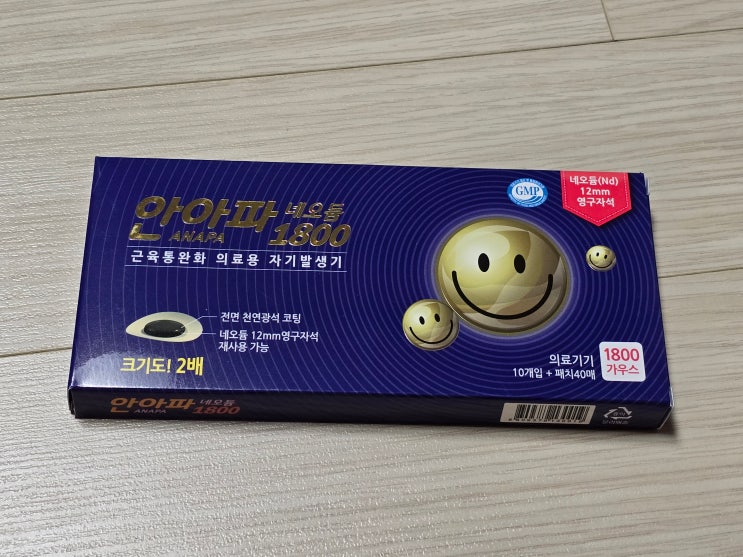 GMP
네오듐(Nd)
12mm
영구자석
안아파 네오듐
ANAPA 1800
근육통완화 의료용 자기발생기
전면 천연광석 코팅
네오듐 12mm영구자석
재사용 가능
크기도! 2배
의료기기
10개입 + 패치40매
1800
가우스
안아파 네오듐
ANAPA 1800
blog.naver.com/gogibest